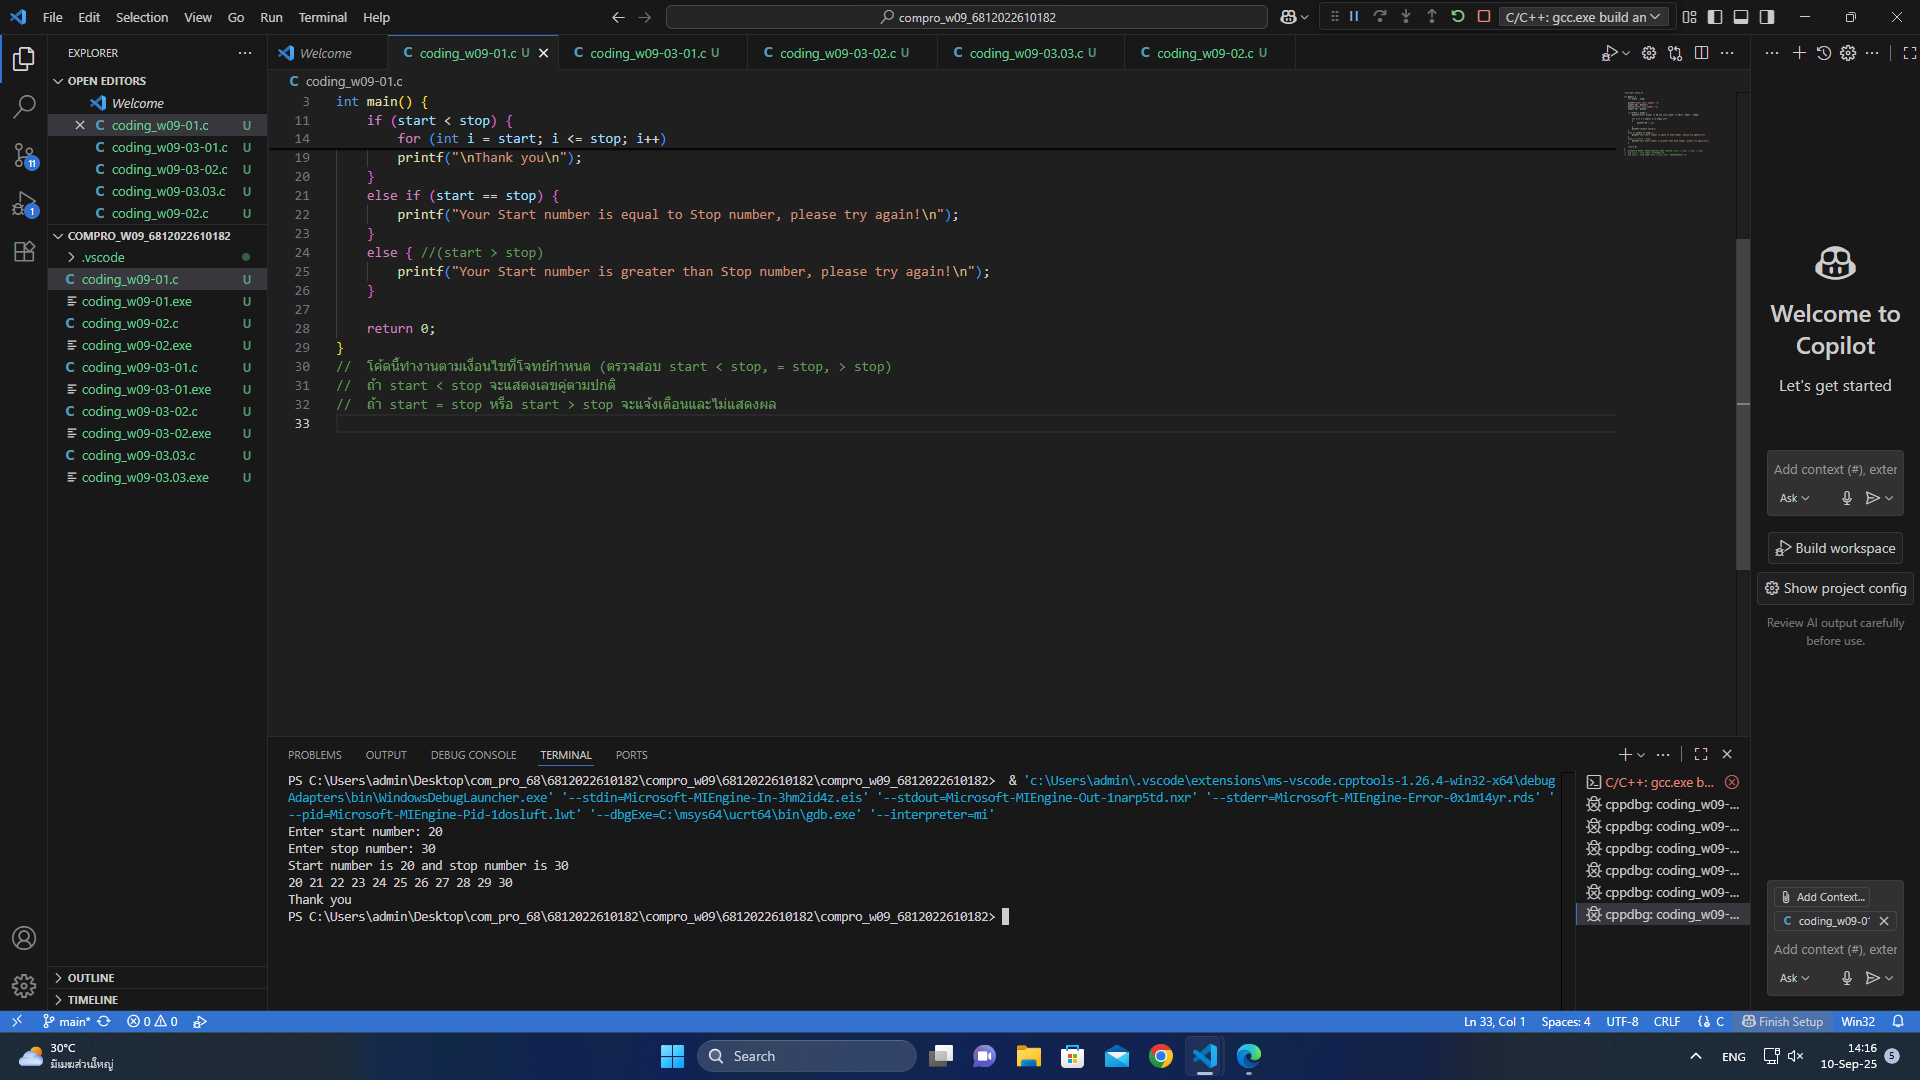 File Edit Selection View Go Run Terminal Help
compro_w09_6812022610182
C/C++: gcc.exe build an
EXPLORER
OPEN EDITORS
Welcome
coding_w09-01.c U
coding_w09-03-01.c U
coding_w09-03-02.c U
coding_w09-03.03.c U
coding_w09-02.c U
COMPRO_W09_6812022610182
.vscode
coding_w09-01.c U
coding_w09-01.exe U
coding_w09-02.c U
coding_w09-02.exe U
coding_w09-03-01.c U
coding_w09-03-01.exe U
coding_w09-03-02.c U
coding_w09-03-02.exe U
coding_w09-03.03.c U
coding_w09-03.03.exe U
OUTLINE
TIMELINE
11
1
Welcome
coding_w09-01.c U
coding_w09-03-01.c U
coding_w09-03-02.c U
coding_w09-03.03.c U
coding_w09-02.c U
coding_w09-01.c
3 int main() {
11 if (start < stop) {
14 for (int i = start; i <= stop; i++)
19 printf("\nThank you\n");
20 }
21 else if (start == stop) {
22 printf("Your Start number is equal to Stop number, please try again!\n");
23 }
24 else { //(start > stop)
25 printf("Your Start number is greater than Stop number, please try again!\n");
26 }
27
28 return 0;
29 }
30 // โค้ดนี้ทำงานตามเงื่อนไขที่โจทย์กำหนด (ตรวจสอบ start < stop, = stop, > stop)
31 // ถ้า start < stop จะแสดงเลขคู่ตามปกติ
32 // ถ้า start = stop หรือ start > stop จะแจ้งเตือนและไม่แสดงผล
33
PROBLEMS OUTPUT DEBUG CONSOLE TERMINAL PORTS
PS C:\Users\admin\Desktop\com_pro_68\6812022610182\compro_w09\6812022610182\compro_w09_6812022610182> & 'c:\Users\admin\.vscode\extensions\ms-vscode.cpptools-1.26.4-win32-x64\debug
Adapters\bin\WindowsDebugLauncher.exe' '--stdin=Microsoft-MIEngine-In-3hm2id4z.eis' '--stdout=Microsoft-MIEngine-Out-1narp5td.nxr' '--stderr=Microsoft-MIEngine-Error-0x1m14yr.rds' '
--pid=Microsoft-MIEngine-Pid-1dosluft.lwt' '--dbgExe=C:\msys64\ucrt64\bin\gdb.exe' '--interpreter=mi'
Enter start number: 20
Enter stop number: 30
Start number is 20 and stop number is 30
20 21 22 23 24 25 26 27 28 29 30
Thank you
PS C:\Users\admin\Desktop\com_pro_68\6812022610182\compro_w09\6812022610182\compro_w09_6812022610182>
C/C++: gcc.exe b...
cppdbg: coding_w09-...
cppdbg: coding_w09-...
cppdbg: coding_w09-...
cppdbg: coding_w09-...
cppdbg: coding_w09-...
cppdbg: coding_w09-...
Welcome to
Copilot
Let's get started
Add context (#), exter
Ask
Build workspace
Show project config
Review AI output carefully
before use.
Add Context...
coding_w09-01
Add context (#), exter
Ask
main* 0 0
Ln 33, Col 1 Spaces: 4 UTF-8 CRLF C Finish Setup Win32
30°C
มีเมฆส่วนใหญ่
Search
ENG
14:16
10-Sep-25
5